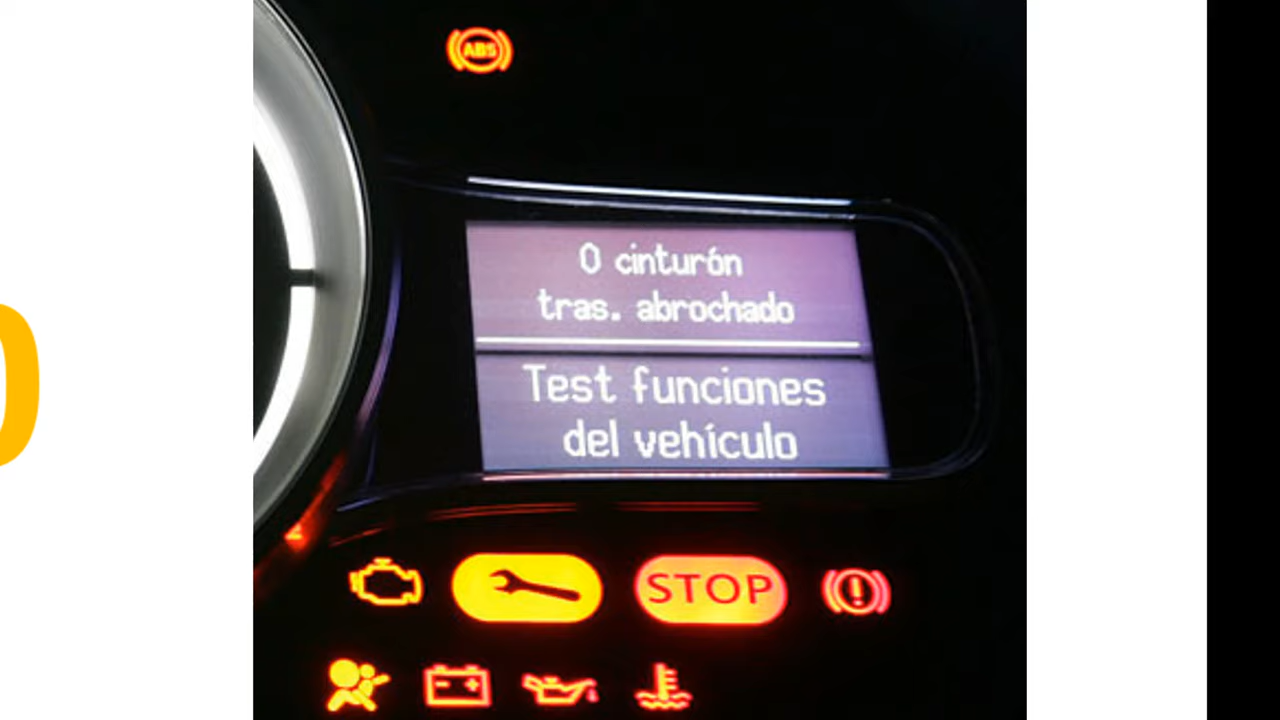 ABS
0 cinturón
tras. abrochado
Test funciones
del vehículo
STOP